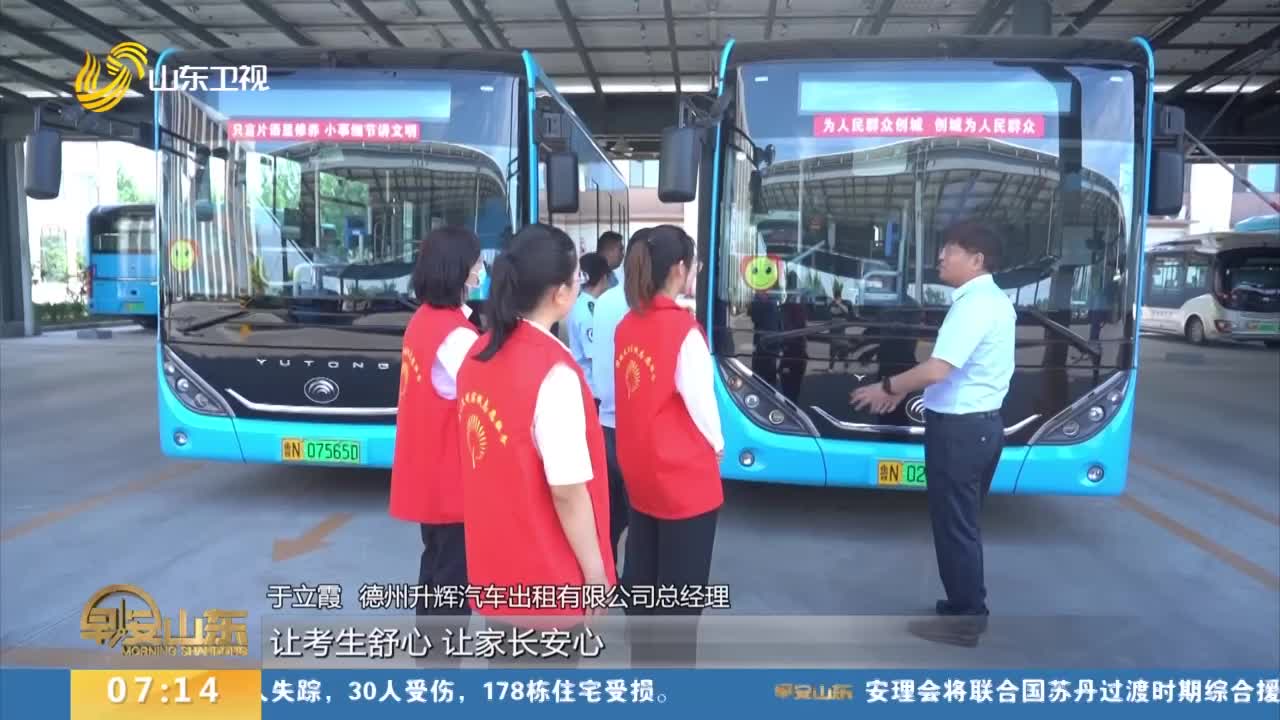 山东卫视
只言片语显修养 小事细节讲文明
为人民群众创城 创城为人民群众
YUTONG
鲁N 07565D
鲁N 02
于立霞 德州升辉汽车出租有限公司总经理
让考生舒心 让家长安心
早安山东
MORNING SHANDONG
07:14
人失踪，30人受伤，178栋住宅受损。
早安山东
安理会将联合国苏丹过渡时期综合援